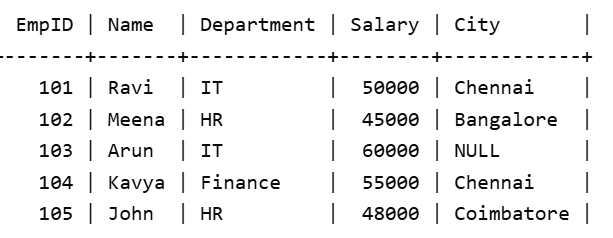 EmpID | Name  | Department | Salary | City       |
--------+-------+------------+--------+------------+
101 | Ravi  | IT         |  50000 | Chennai    |
102 | Meena | HR         |  45000 | Bangalore  |
103 | Arun  | IT         |  60000 | NULL       |
104 | Kavya | Finance    |  55000 | Chennai    |
105 | John  | HR         |  48000 | Coimbatore |